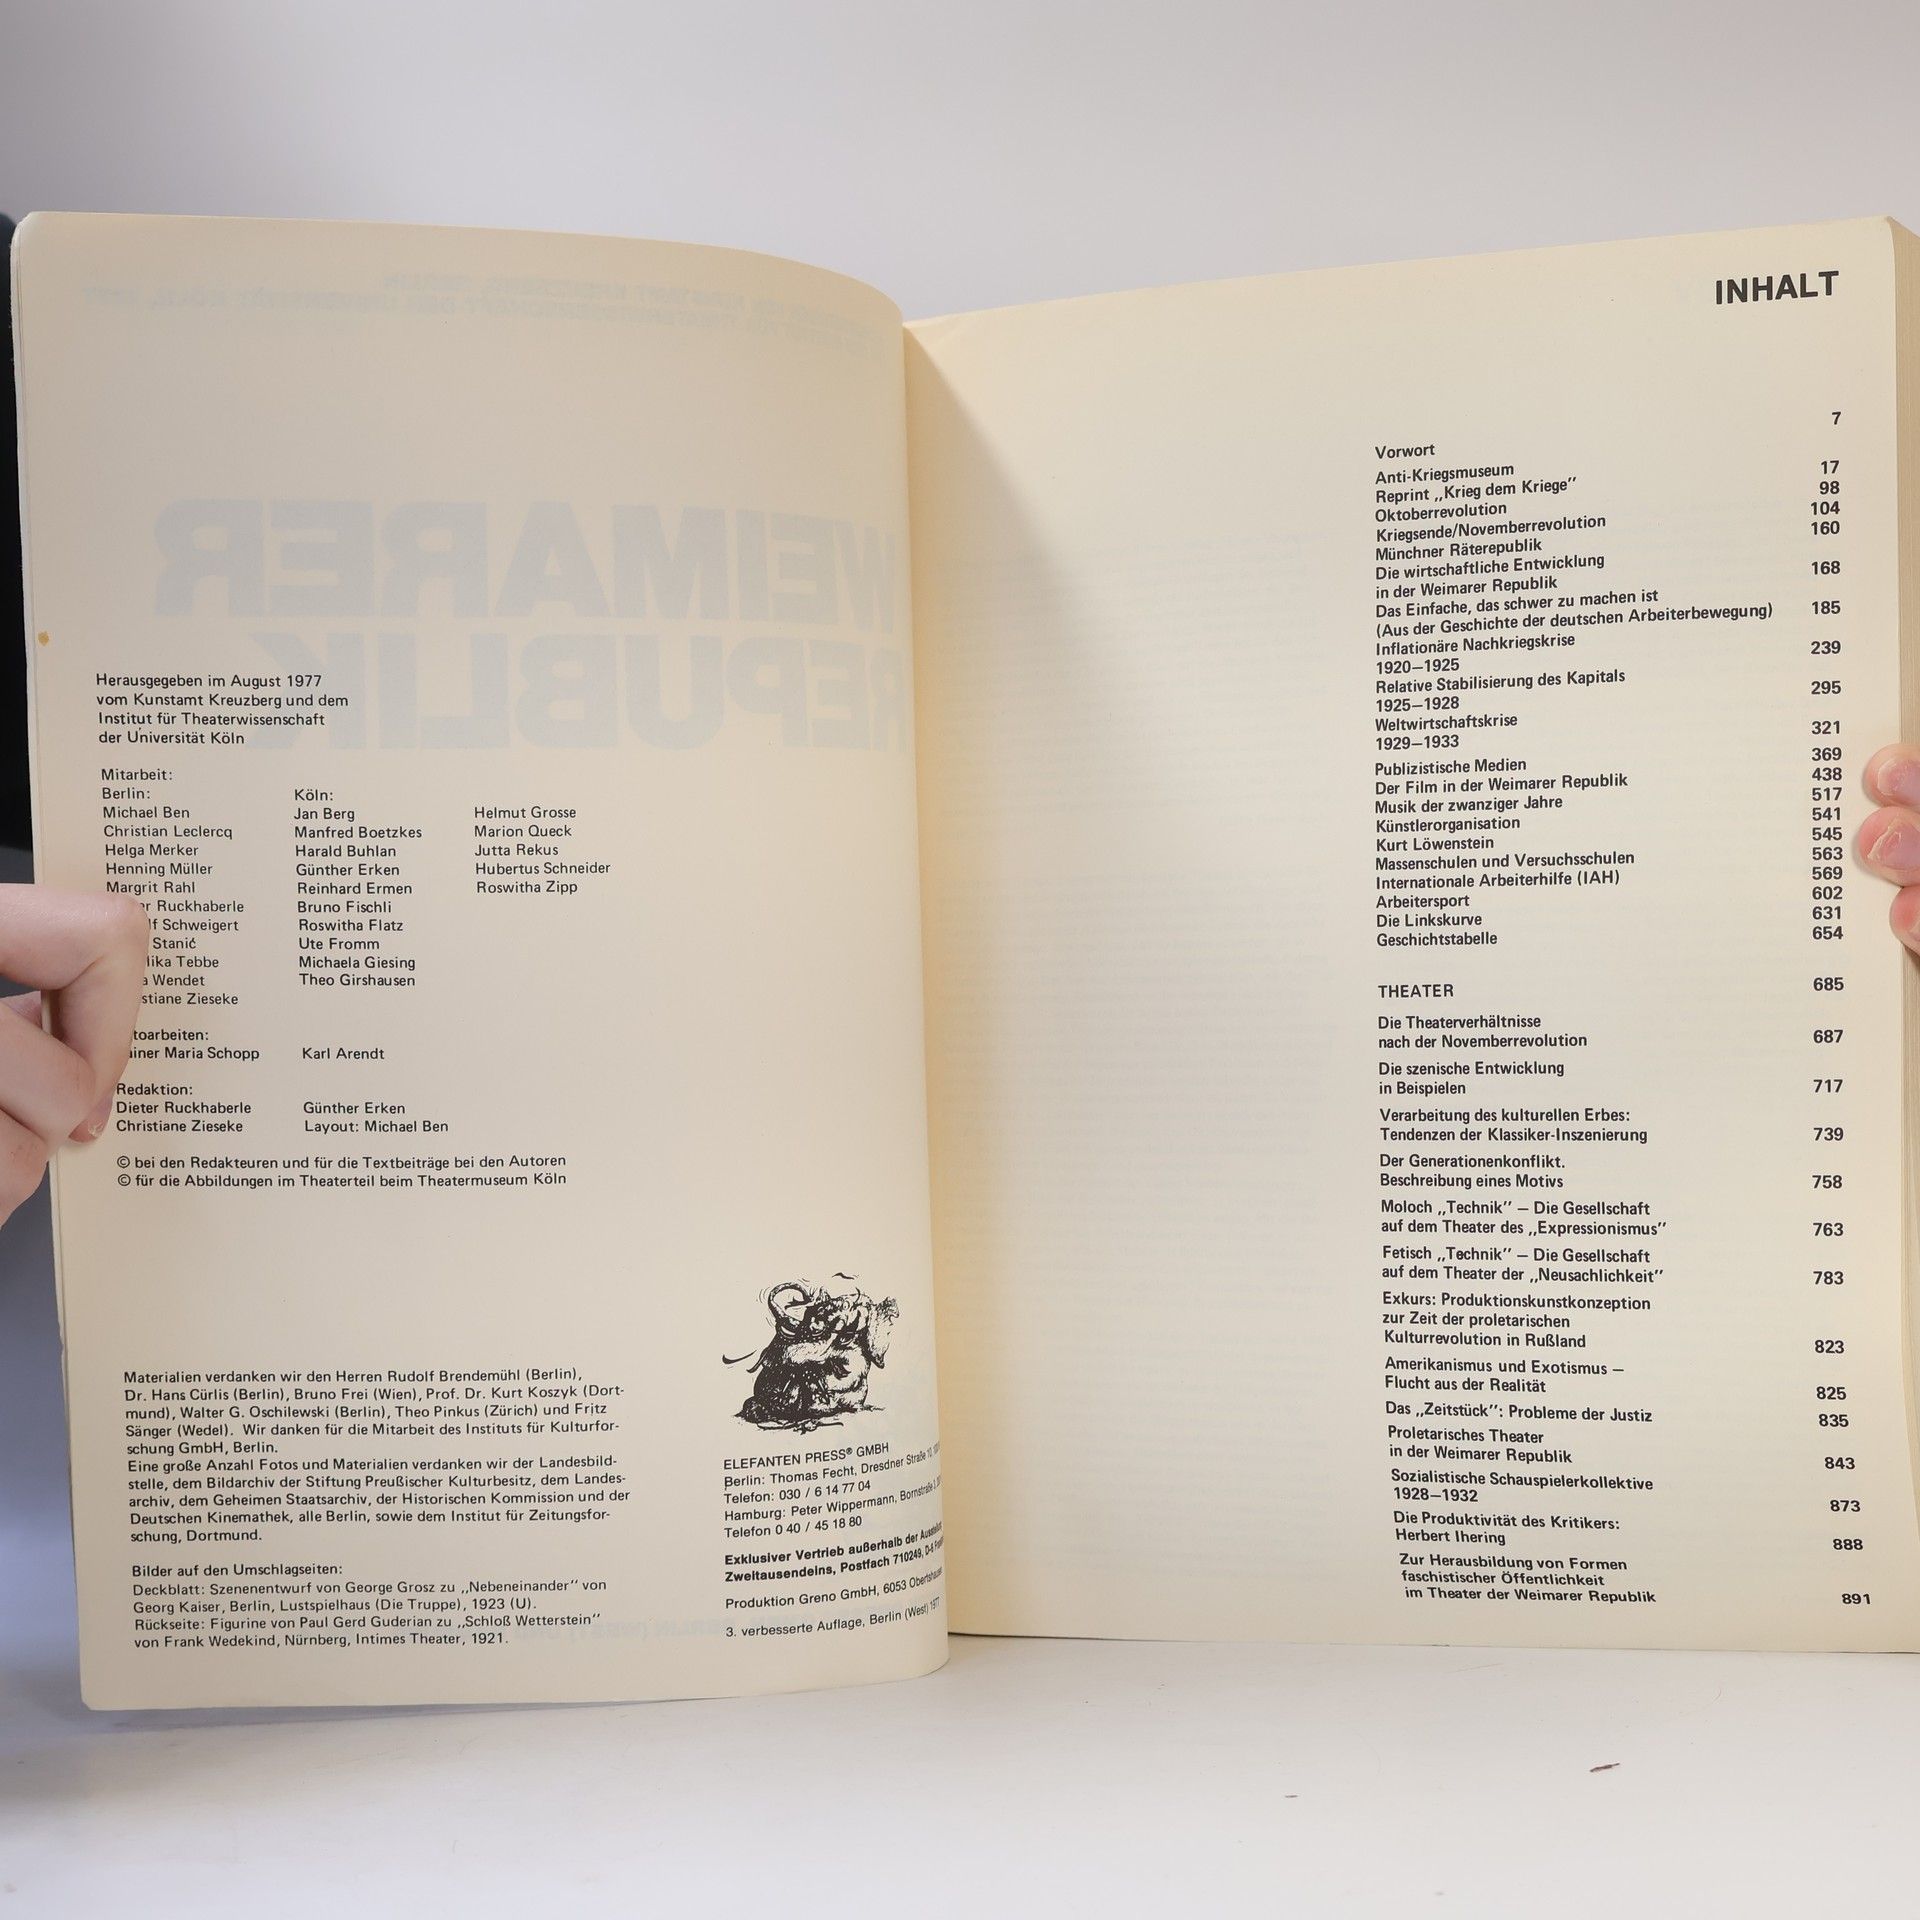 Herausgegeben im August 1977
vom Kunstamt Kreuzberg und dem
Institut für Theaterwissenschaft
der Universität Köln
Mitarbeit:
Berlin:
Michael Ben
Christian Leclercq
Helga Merker
Henning Müller
Margrit Rahl
Ruckhaberle
Schweigert
Stanić
Tebbe
Wendet
Zieseke
Köln:
Jan Berg
Manfred Boetzkes
Harald Buhlan
Günther Erken
Reinhard Ermen
Bruno Fischli
Roswitha Flatz
Ute Fromm
Michaela Giesing
Theo Girshausen
Helmut Grosse
Marion Queck
Jutta Rekus
Hubertus Schneider
Roswitha Zipp
Maria Schopp Karl Arendt
Redaktion:
Dieter Ruckhaberle Günther Erken
Christiane Zieseke Layout: Michael Ben
© bei den Redakteuren und für die Textbeiträge bei den Autoren
© für die Abbildungen im Theaterteil beim Theatermuseum Köln
Materialien verdanken wir den Herren Rudolf Brendemühl (Berlin),
Dr. Hans Cürlis (Berlin), Bruno Frei (Wien), Prof. Dr. Kurt Koszyk (Dort-
mund), Walter G. Oschilewski (Berlin), Theo Pinkus (Zürich) und Fritz
Sänger (Wedel). Wir danken für die Mitarbeit des Instituts für Kulturfor-
schung GmbH, Berlin.
Eine große Anzahl Fotos und Materialien verdanken wir der Landesbild-
stelle, dem Bildarchiv der Stiftung Preußischer Kulturbesitz, dem Landes-
archiv, dem Geheimen Staatsarchiv, der Historischen Kommission und der
Deutschen Kinemathek, alle Berlin, sowie dem Institut für Zeitungsfor-
schung, Dortmund.
Bilder auf den Umschlagseiten:
Deckblatt: Szenenentwurf von George Grosz zu „Nebeneinander“ von
Georg Kaiser, Berlin, Lustspielhaus (Die Truppe), 1923 (U).
Rückseite: Figurine von Paul Gerd Guderian zu „Schloß Wetterstein“
von Frank Wedekind, Nürnberg, Intimes Theater, 1921.
ELEFANTEN PRESS® GMBH
Berlin: Thomas Fecht, Dresdner Straße 10,
Telefon: 030 / 6 14 77 04
Hamburg: Peter Wippermann, Bornstraße
Telefon 0 40 / 45 18 80
Exklusiver Vertrieb außerhalb der Ausstellung
Zweitausendeins, Postfach 710249,
Produktion Greno GmbH, 6053 Obertshausen
3. verbesserte Auflage, Berlin (West) 1977
INHALT
7
Vorwort
Anti-Kriegsmuseum 17
Reprint „Krieg dem Kriege“ 98
Oktoberrevolution 104
Kriegsende/Novemberrevolution 160
Münchner Räterepublik
Die wirtschaftliche Entwicklung 168
in der Weimarer Republik
Das Einfache, das schwer zu machen ist 185
(Aus der Geschichte der deutschen Arbeiterbewegung)
Inflationäre Nachkriegskrise 239
1920–1925
Relative Stabilisierung des Kapitals 295
1925–1928
Weltwirtschaftskrise 321
1929–1933
369
Publizistische Medien 438
Der Film in der Weimarer Republik 517
Musik der zwanziger Jahre 541
Künstlerorganisation 545
Kurt Löwenstein 563
Massenschulen und Versuchsschulen 569
Internationale Arbeiterhilfe (IAH) 602
Arbeitersport 631
Die Linkskurve 654
Geschichtstabelle
THEATER 685
Die Theaterverhältnisse
nach der Novemberrevolution 687
Die szenische Entwicklung
in Beispielen 717
Verarbeitung des kulturellen Erbes:
Tendenzen der Klassiker-Inszenierung 739
Der Generationenkonflikt.
Beschreibung eines Motivs 758
Moloch „Technik“ – Die Gesellschaft
auf dem Theater des „Expressionismus“ 763
Fetisch „Technik“ – Die Gesellschaft
auf dem Theater der „Neusachlichkeit“ 783
Exkurs: Produktionskunstkonzeption
zur Zeit der proletarischen
Kulturrevolution in Rußland 823
Amerikanismus und Exotismus –
Flucht aus der Realität 825
Das „Zeitstück“: Probleme der Justiz 835
Proletarisches Theater
in der Weimarer Republik 843
Sozialistische Schauspielerkollektive
1928–1932 873
Die Produktivität des Kritikers:
Herbert Ihering 888
Zur Herausbildung von Formen
faschistischer Öffentlichkeit
im Theater der Weimarer Republik 891